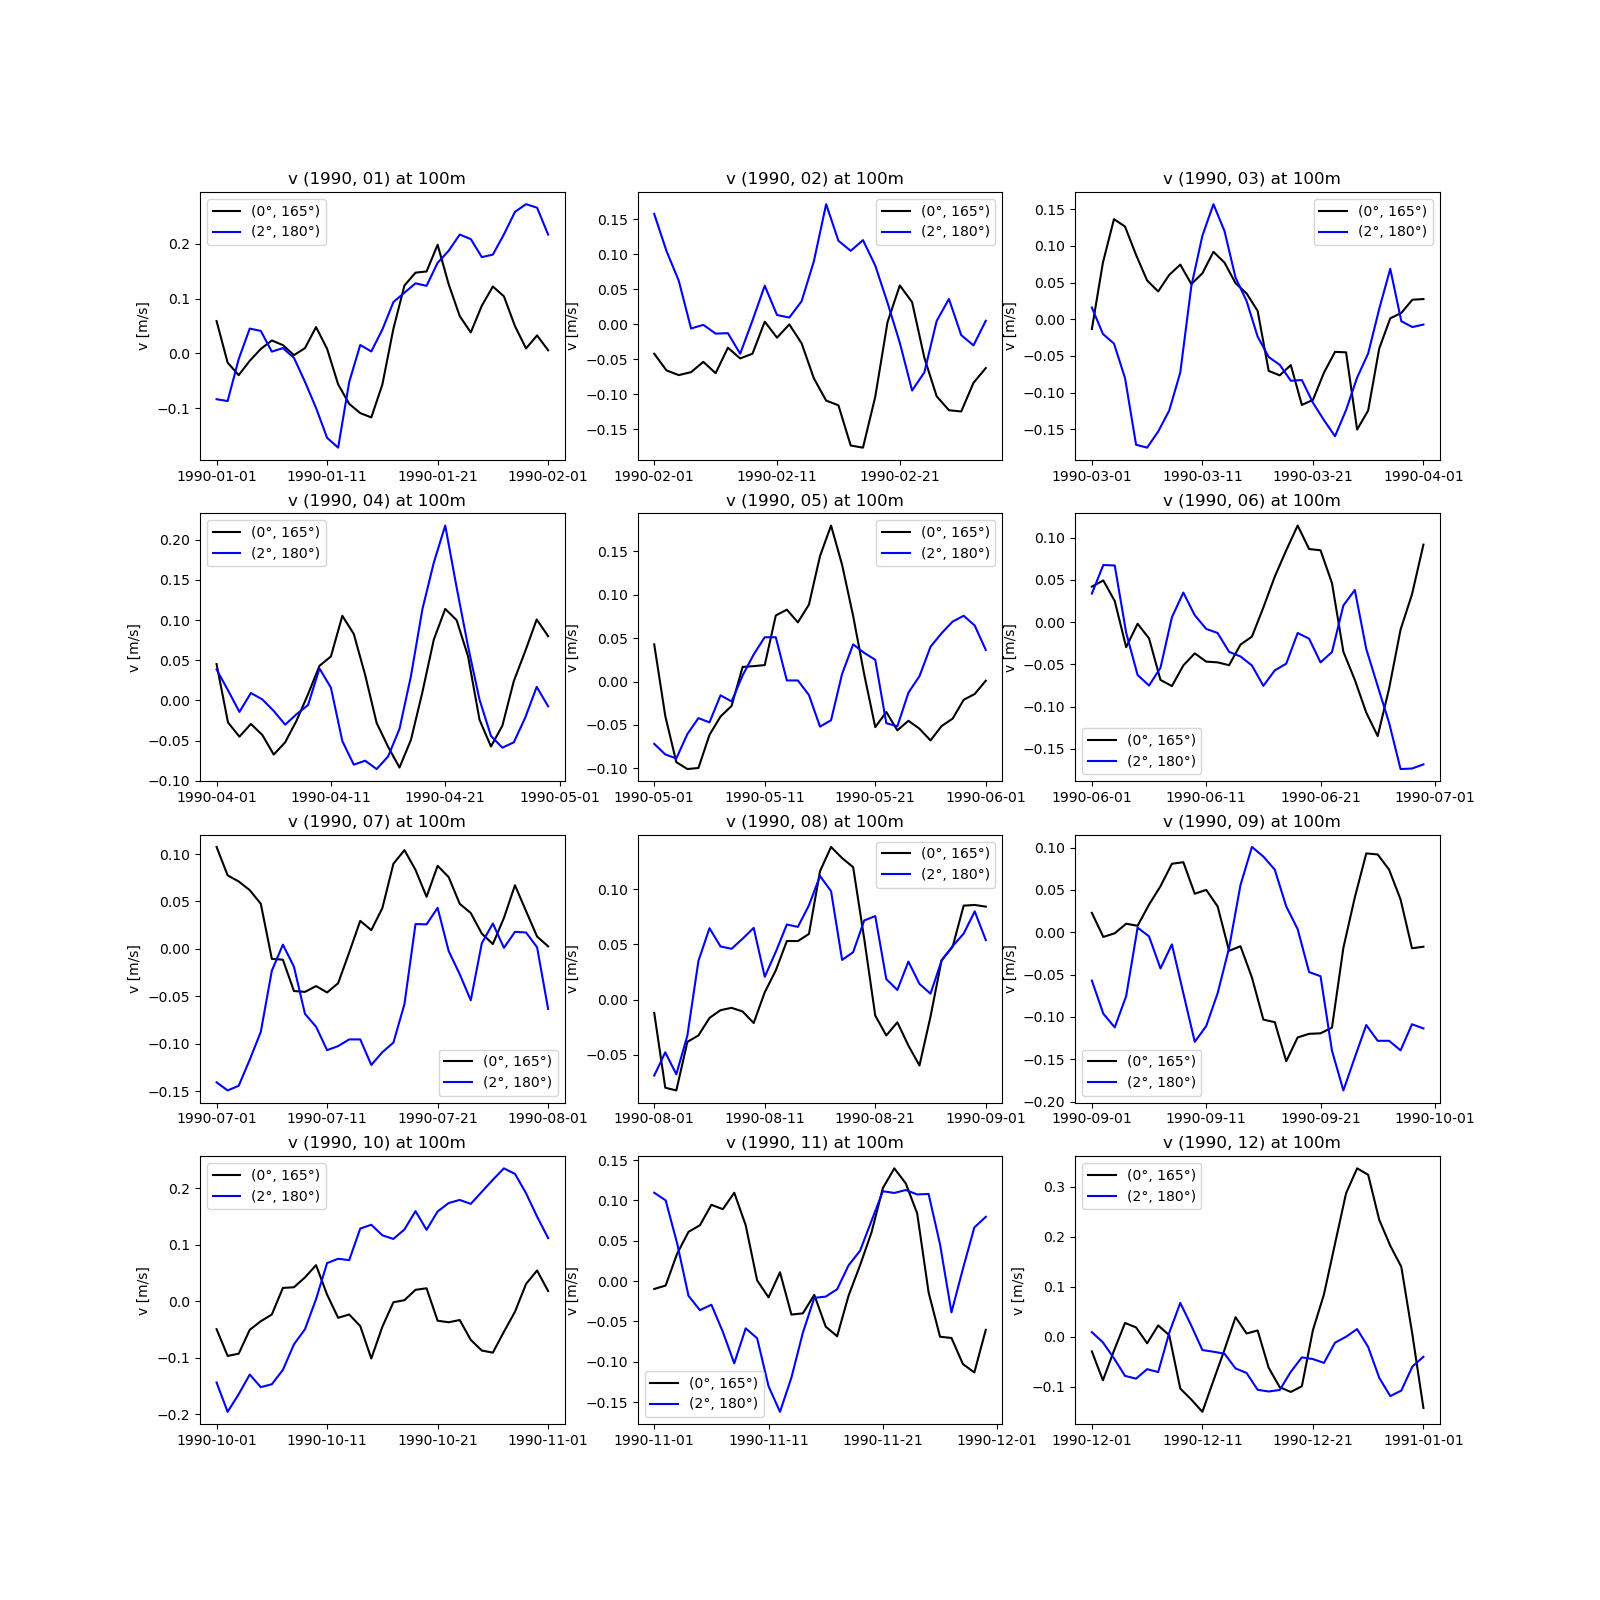 v (1990, 01) at 100m
v [m/s]
0.2
0.1
0.0
−0.1
(0°, 165°)
(2°, 180°)
1990-01-01 1990-01-11 1990-01-21 1990-02-01
v (1990, 02) at 100m
v [m/s]
0.15
0.10
0.05
0.00
−0.05
−0.10
−0.15
(0°, 165°)
(2°, 180°)
1990-02-01 1990-02-11 1990-02-21
v (1990, 03) at 100m
v [m/s]
0.15
0.10
0.05
0.00
−0.05
−0.10
−0.15
(0°, 165°)
(2°, 180°)
1990-03-01 1990-03-11 1990-03-21 1990-04-01
v (1990, 04) at 100m
v [m/s]
0.20
0.15
0.10
0.05
0.00
−0.05
−0.10
(0°, 165°)
(2°, 180°)
1990-04-01 1990-04-11 1990-04-21 1990-05-01
v (1990, 05) at 100m
v [m/s]
0.15
0.10
0.05
0.00
−0.05
−0.10
(0°, 165°)
(2°, 180°)
1990-05-01 1990-05-11 1990-05-21 1990-06-01
v (1990, 06) at 100m
v [m/s]
0.10
0.05
0.00
−0.05
−0.10
−0.15
(0°, 165°)
(2°, 180°)
1990-06-01 1990-06-11 1990-06-21 1990-07-01
v (1990, 07) at 100m
v [m/s]
0.10
0.05
0.00
−0.05
−0.10
−0.15
(0°, 165°)
(2°, 180°)
1990-07-01 1990-07-11 1990-07-21 1990-08-01
v (1990, 08) at 100m
v [m/s]
0.10
0.05
0.00
−0.05
(0°, 165°)
(2°, 180°)
1990-08-01 1990-08-11 1990-08-21 1990-09-01
v (1990, 09) at 100m
v [m/s]
0.10
0.05
0.00
−0.05
−0.10
−0.15
−0.20
(0°, 165°)
(2°, 180°)
1990-09-01 1990-09-11 1990-09-21 1990-10-01
v (1990, 10) at 100m
v [m/s]
0.2
0.1
0.0
−0.1
−0.2
(0°, 165°)
(2°, 180°)
1990-10-01 1990-10-11 1990-10-21 1990-11-01
v (1990, 11) at 100m
v [m/s]
0.15
0.10
0.05
0.00
−0.05
−0.10
−0.15
(0°, 165°)
(2°, 180°)
1990-11-01 1990-11-11 1990-11-21 1990-12-01
v (1990, 12) at 100m
v [m/s]
0.3
0.2
0.1
0.0
−0.1
(0°, 165°)
(2°, 180°)
1990-12-01 1990-12-11 1990-12-21 1991-01-01